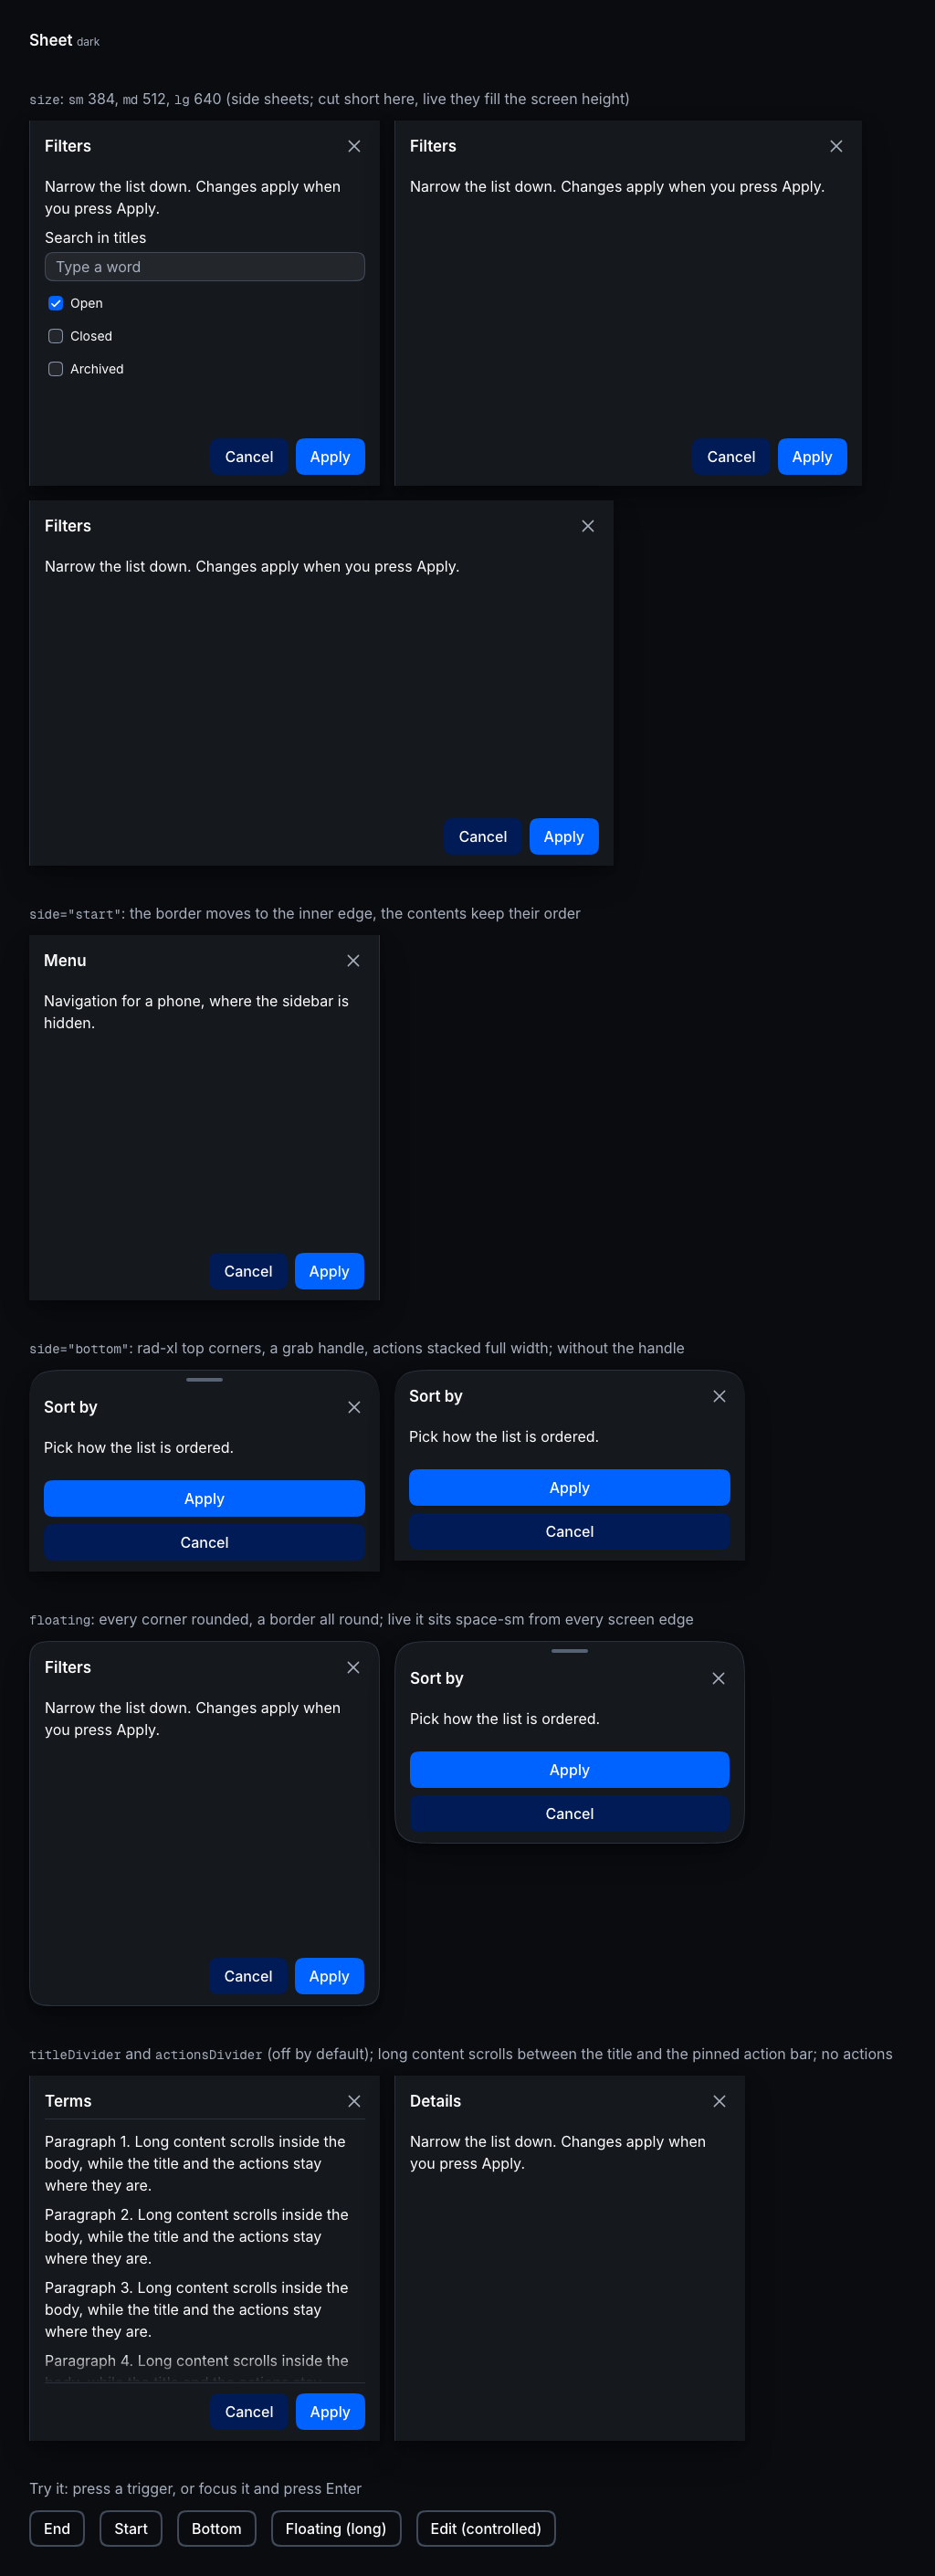 Sheet dark
size: sm 384, md 512, lg 640 (side sheets; cut short here, live they fill the screen height)
Filters
Narrow the list down. Changes apply when
you press Apply.
Search in titles
Type a word
Open
Closed
Archived
Cancel
Apply
Filters
Narrow the list down. Changes apply when you press Apply.
Cancel
Apply
Filters
Narrow the list down. Changes apply when you press Apply.
Cancel
Apply
side="start": the border moves to the inner edge, the contents keep their order
Menu
Navigation for a phone, where the sidebar is
hidden.
Cancel
Apply
side="bottom": rad-xl top corners, a grab handle, actions stacked full width; without the handle
Sort by
Pick how the list is ordered.
Apply
Cancel
Sort by
Pick how the list is ordered.
Apply
Cancel
floating: every corner rounded, a border all round; live it sits space-sm from every screen edge
Filters
Narrow the list down. Changes apply when
you press Apply.
Cancel
Apply
Sort by
Pick how the list is ordered.
Apply
Cancel
titleDivider and actionsDivider (off by default); long content scrolls between the title and the pinned action bar; no actions
Terms
Paragraph 1. Long content scrolls inside the
body, while the title and the actions stay
where they are.
Paragraph 2. Long content scrolls inside the
body, while the title and the actions stay
where they are.
Paragraph 3. Long content scrolls inside the
body, while the title and the actions stay
where they are.
Paragraph 4. Long content scrolls inside the
Cancel
Apply
Details
Narrow the list down. Changes apply when
you press Apply.
Try it: press a trigger, or focus it and press Enter
End
Start
Bottom
Floating (long)
Edit (controlled)